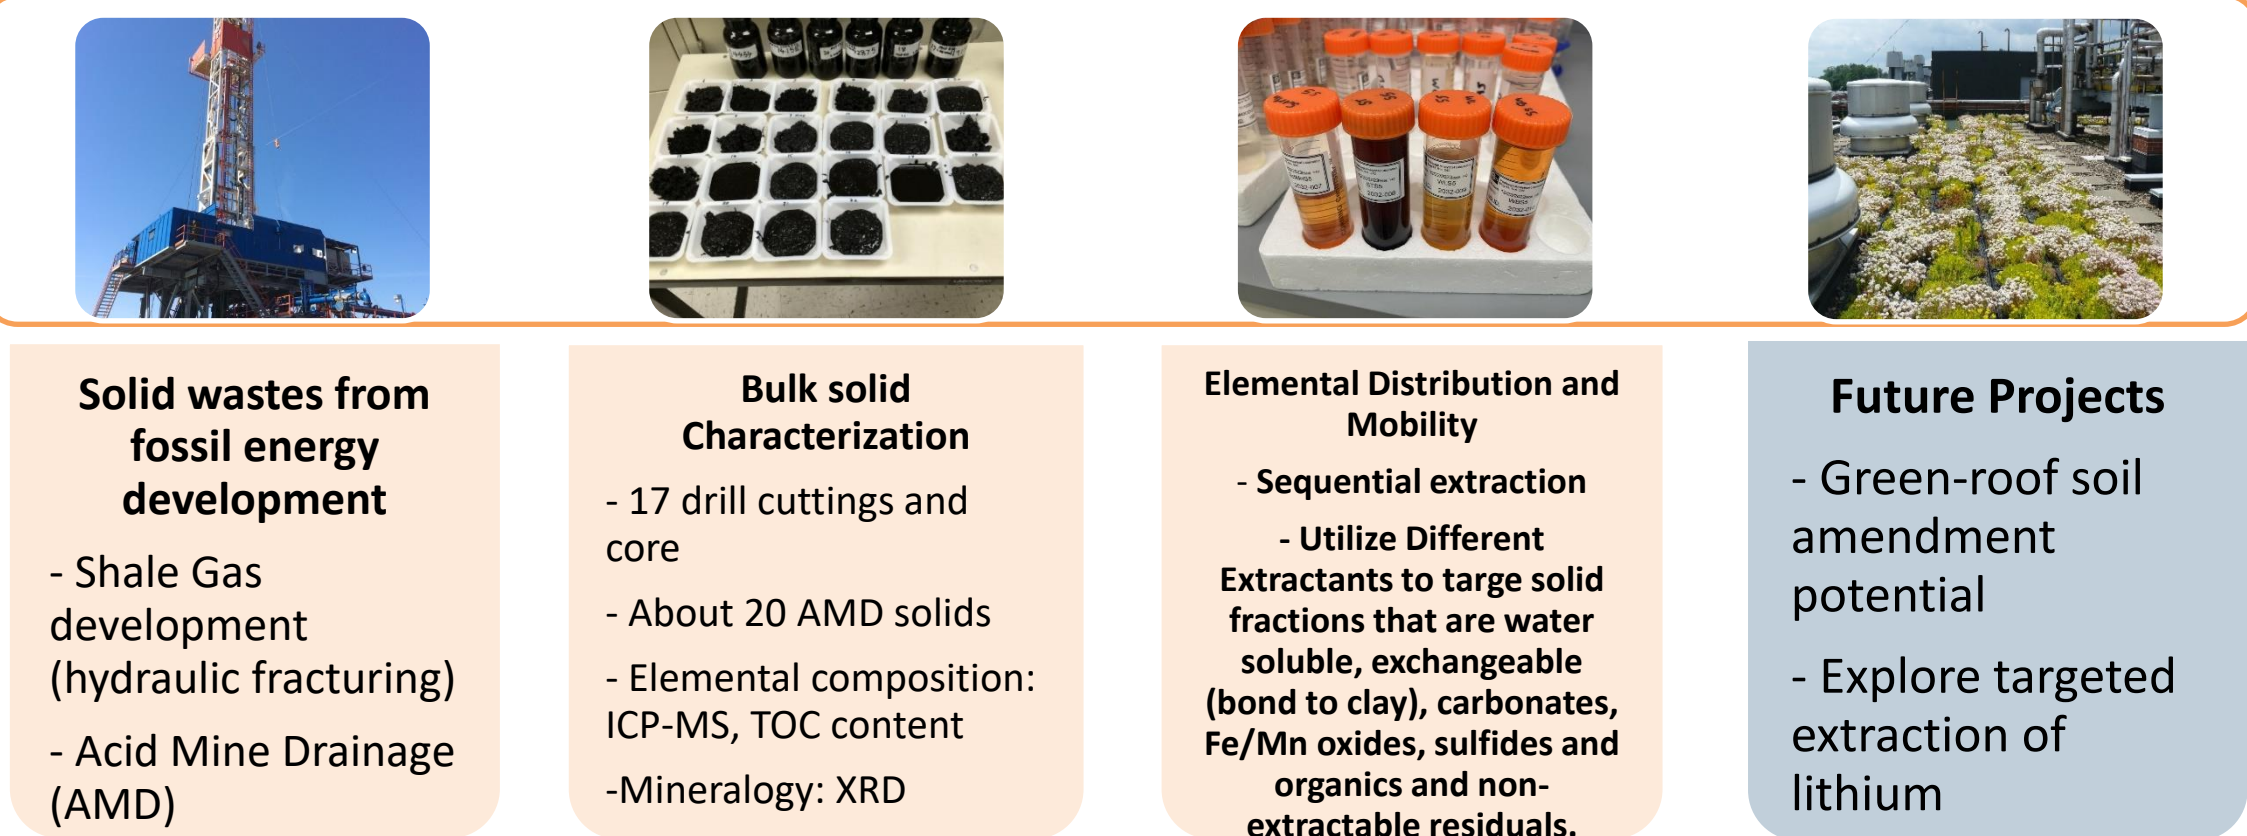 Solid wastes from
fossil energy
development
- Shale Gas
development
(hydraulic fracturing)
- Acid Mine Drainage
(AMD)
Bulk solid
Characterization
- 17 drill cuttings and
core
- About 20 AMD solids
- Elemental composition:
ICP-MS, TOC content
-Mineralogy: XRD
Elemental Distribution and
Mobility
- Sequential extraction
- Utilize Different
Extractants to targe solid
fractions that are water
soluble, exchangeable
(bond to clay), carbonates,
Fe/Mn oxides, sulfides and
organics and non-
extractable residuals.
Future Projects
- Green-roof soil
amendment
potential
- Explore targeted
extraction of
lithium